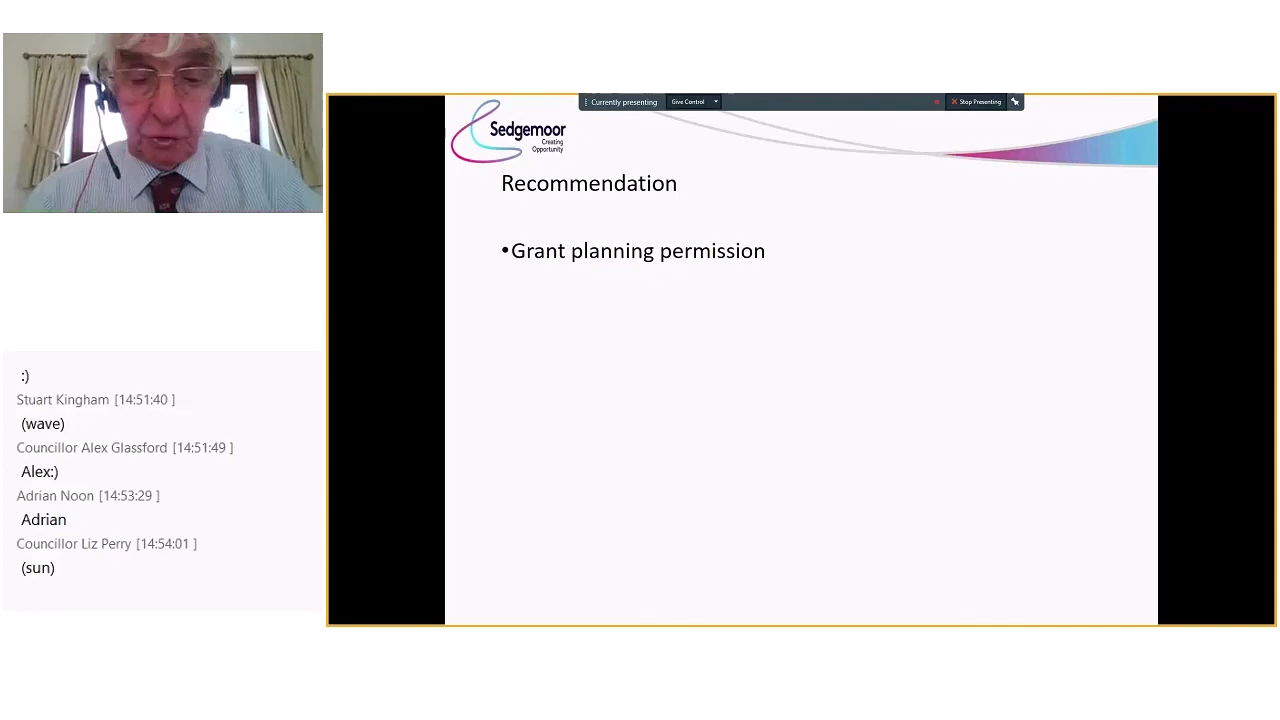 Currently presenting
Give Control
Stop Presenting
Sedgemoor
Creating
Opportunity
Recommendation
•Grant planning permission
:)
Stuart Kingham [14:51:40 ]
(wave)
Councillor Alex Glassford [14:51:49 ]
Alex:)
Adrian Noon [14:53:29 ]
Adrian
Councillor Liz Perry [14:54:01 ]
(sun)